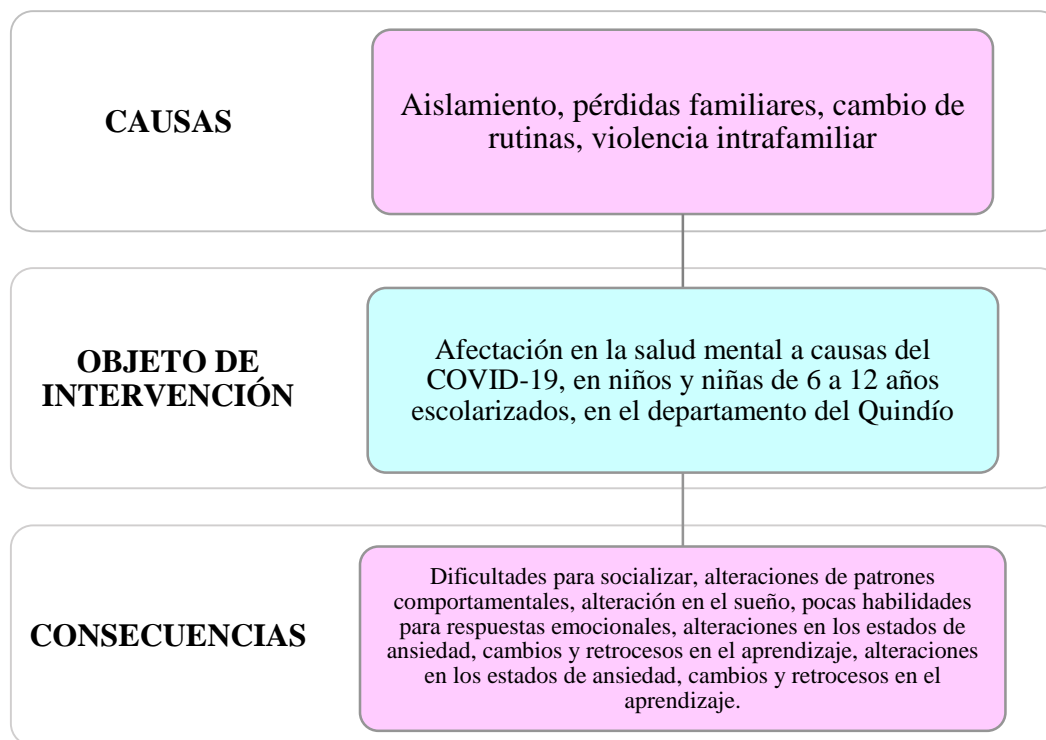 CAUSAS
Aislamiento, pérdidas familiares, cambio de
rutinas, violencia intrafamiliar
OBJETO DE
INTERVENCIÓN
Afectación en la salud mental a causas del
COVID-19, en niños y niñas de 6 a 12 años
escolarizados, en el departamento del Quindío
CONSECUENCIAS
Dificultades para socializar, alteraciones de patrones
comportamentales, alteración en el sueño, pocas habilidades
para respuestas emocionales, alteraciones en los estados de
ansiedad, cambios y retrocesos en el aprendizaje, alteraciones
en los estados de ansiedad, cambios y retrocesos en el
aprendizaje.